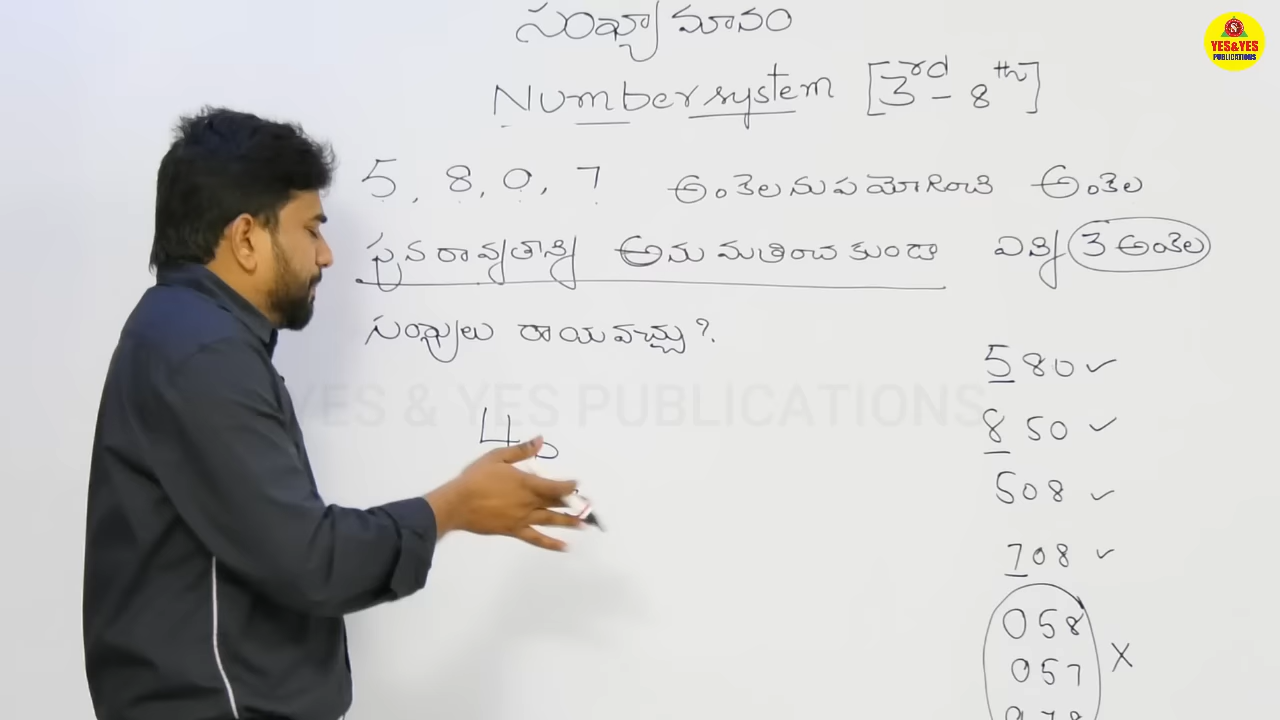 సంఖ్యా మానం
Number system [3rd - 8th]
5, 8, 0, 7 అంకెలనుపయోగించి అంకెల
పునరావృతాన్ని అనుమతించకుండా ఎన్ని 3 అంకెల
సంఖ్యలు రాయవచ్చు?
580 ✓
850 ✓
508 ✓
708 ✓
058
057 X
YES & YES PUBLICATIONS
YES&YES
PUBLICATIONS